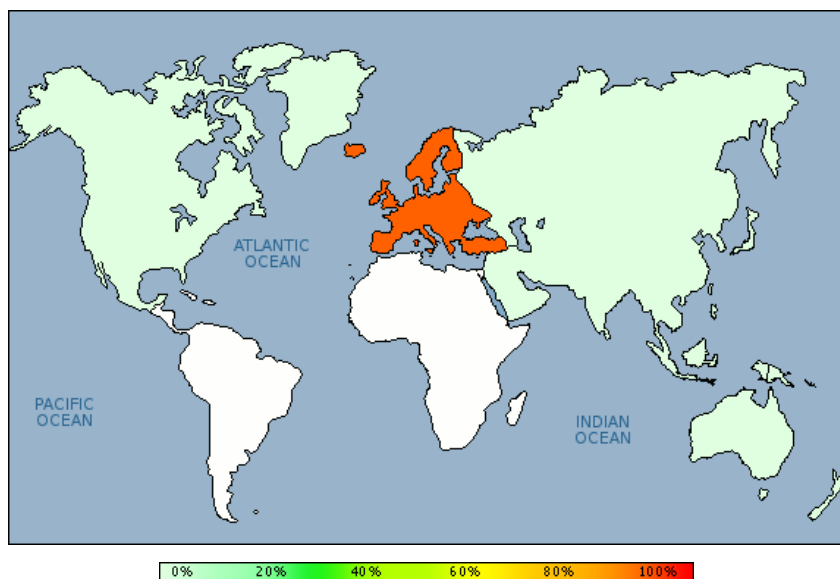 ATLANTIC
OCEAN
PACIFIC
OCEAN
INDIAN
OCEAN
0% 20% 40% 60% 80% 100%